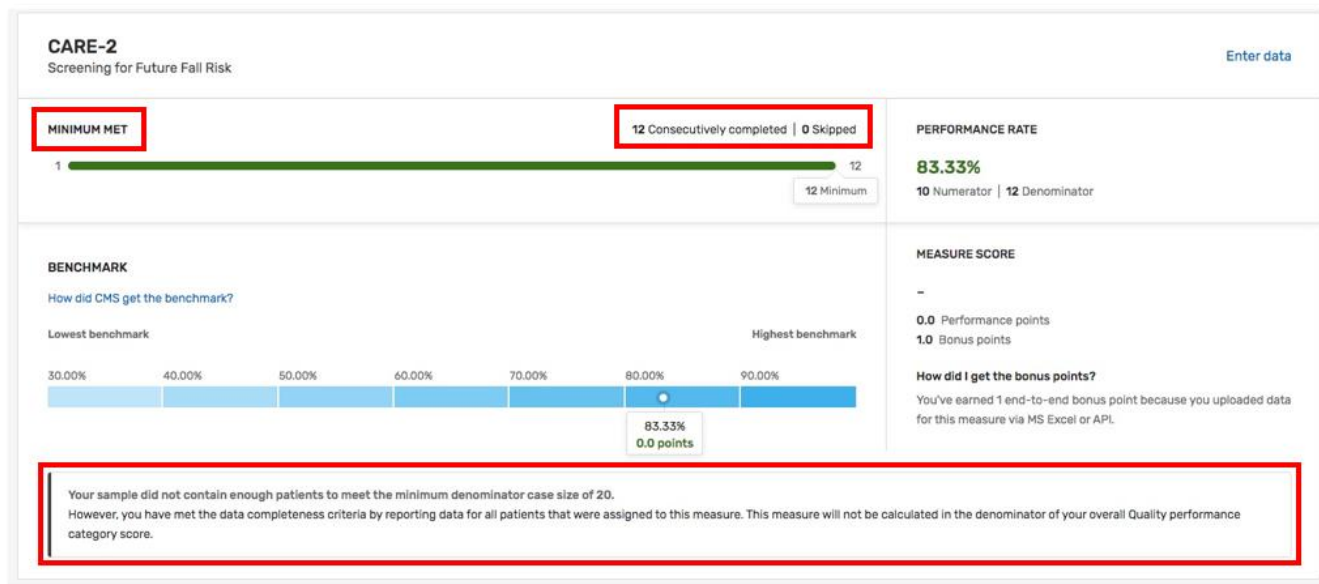 CARE-2
Screening for Future Fall Risk
Enter data
MINIMUM MET
12 Consecutively completed | 0 Skipped
1
12
12 Minimum
PERFORMANCE RATE
83.33%
10 Numerator | 12 Denominator
BENCHMARK
How did CMS get the benchmark?
Lowest benchmark
Highest benchmark
30.00% 40.00% 50.00% 60.00% 70.00% 80.00% 90.00%
83.33%
0.0 points
MEASURE SCORE
–
0.0 Performance points
1.0 Bonus points
How did I get the bonus points?
You've earned 1 end-to-end bonus point because you uploaded data
for this measure via MS Excel or API.
Your sample did not contain enough patients to meet the minimum denominator case size of 20.
However, you have met the data completeness criteria by reporting data for all patients that were assigned to this measure. This measure will not be calculated in the denominator of your overall Quality performance
category score.